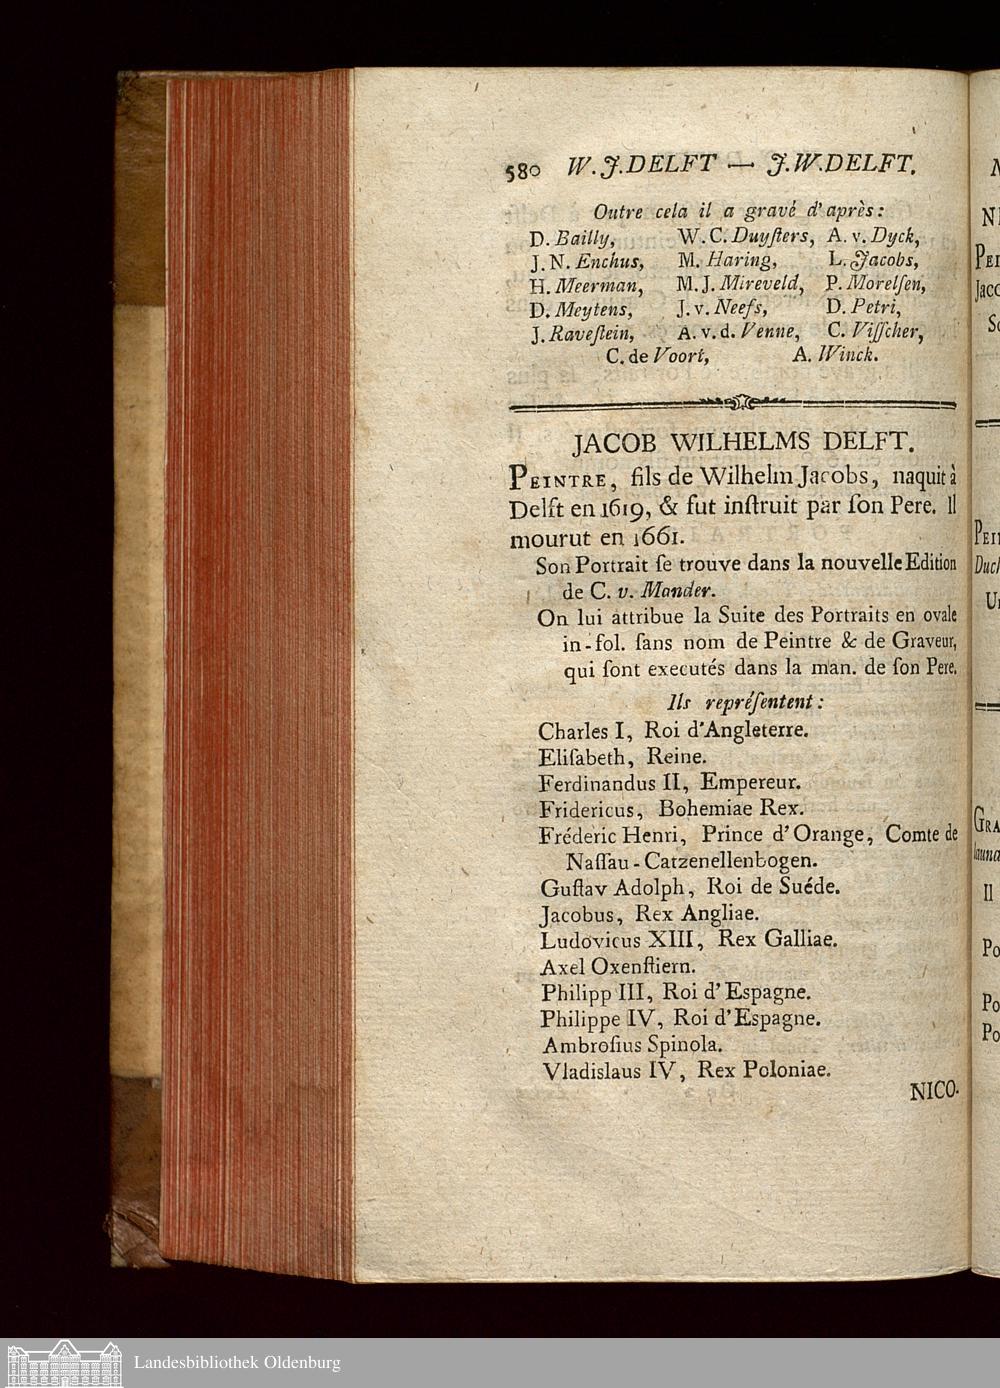 580 W. J. DELFT — J. W. DELFT.
Outre cela il a gravé d'après:
D. Bailly, W. C. Duyſters, A. v. Dyck,
J. N. Enchus, M. Haring, L. Jacobs,
H. Meerman, M. J. Mireveld, P. Morelſen,
D. Meytens, J. v. Neefs, D. Petri,
J. Raveſtein, A. v. d. Venne, C. Viſſcher,
C. de Voort, A. Winck.
JACOB WILHELMS DELFT.
PEINTRE, fils de Wilhelm Jacobs, naquit à
Delft en 1619, & fut inſtruit par ſon Pere. Il
mourut en 1661.
Son Portrait ſe trouve dans la nouvelle Edition
de C. v. Mander.
On lui attribue la Suite des Portraits en ovale
in-fol. ſans nom de Peintre & de Graveur,
qui ſont executés dans la man. de ſon Pere.
Ils repréſentent:
Charles I, Roi d'Angleterre.
Eliſabeth, Reine.
Ferdinandus II, Empereur.
Fridericus, Bohemiae Rex.
Fréderic Henri, Prince d'Orange, Comte de
Naſſau-Catzenellenbogen.
Guſtav Adolph, Roi de Suéde.
Jacobus, Rex Angliae.
Ludovicus XIII, Rex Galliae.
Axel Oxenſtiern.
Philipp III, Roi d'Espagne.
Philippe IV, Roi d'Espagne.
Ambroſius Spinola.
Vladislaus IV, Rex Poloniae.
NICO-
Landesbibliothek Oldenburg